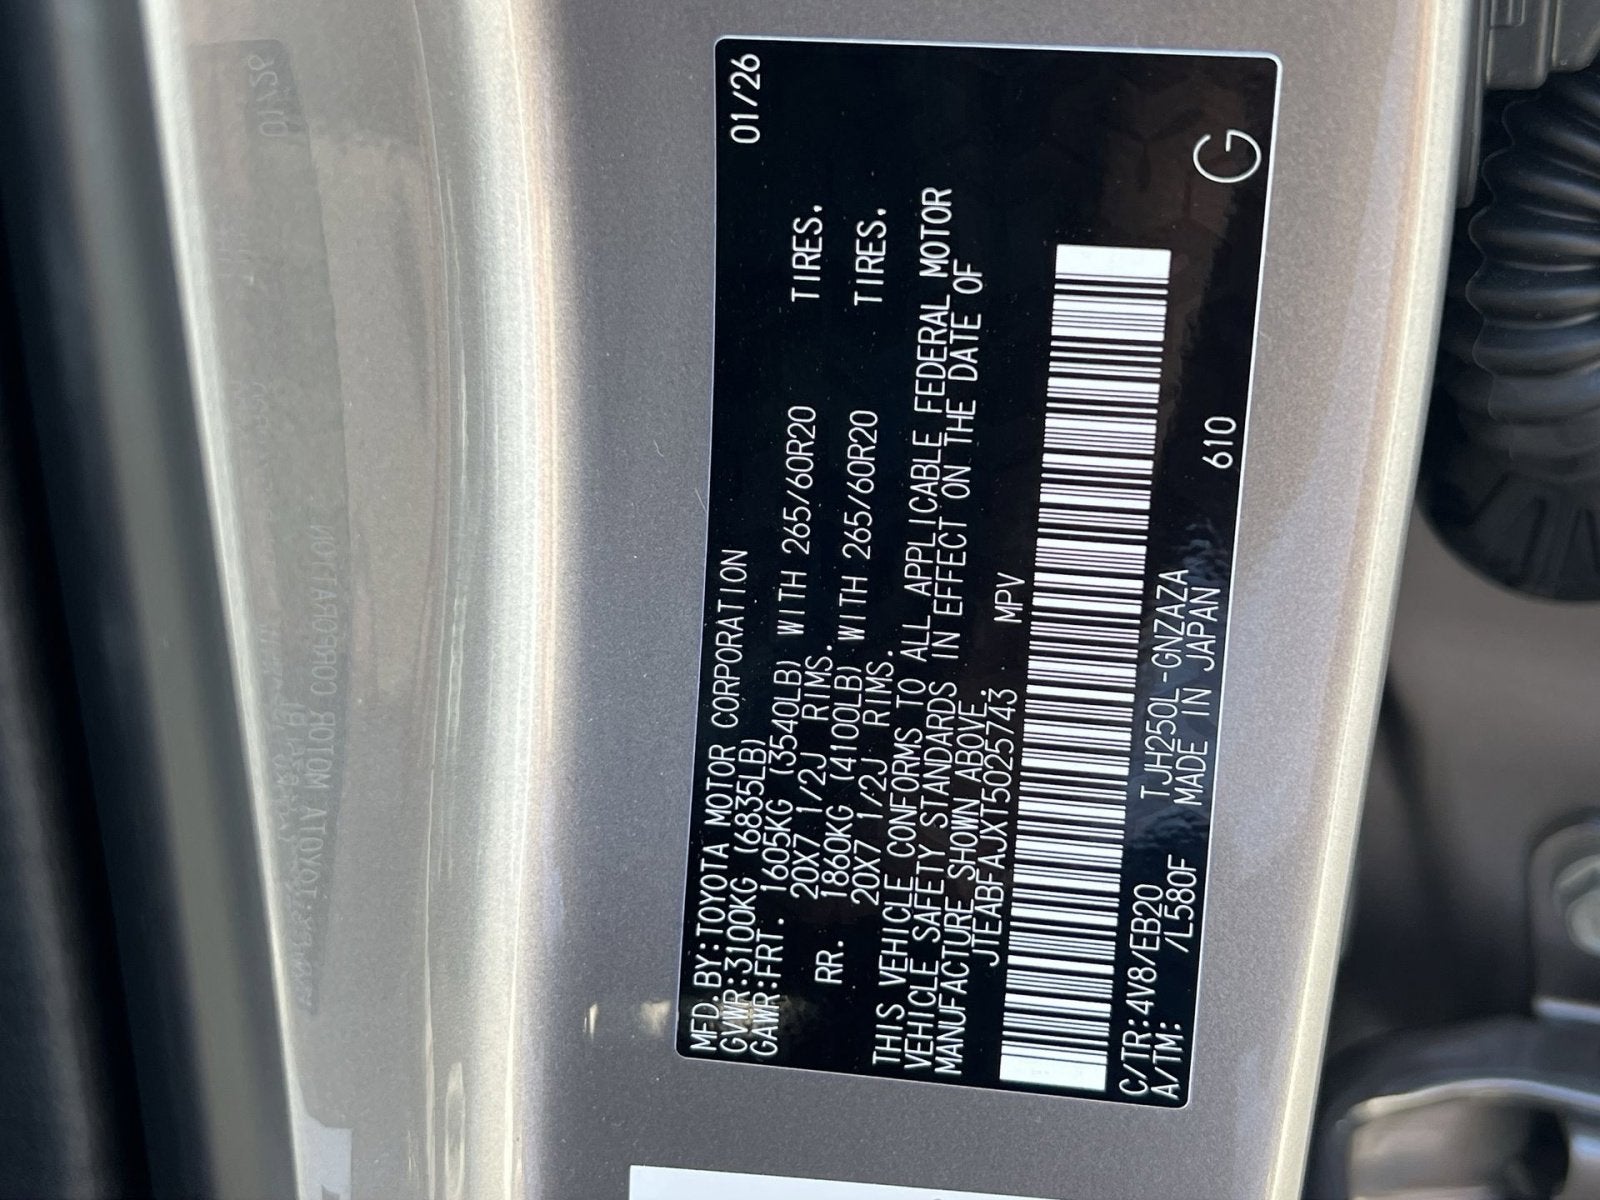 MFD.BY:TOYOTA MOTOR CORPORATION 01/26
GVWR:3100KG (6835LB)
GAWR:FRT. 1605KG (3540LB) WITH 265/60R20 TIRES.
20X7 1/2J RIMS.
RR. 1860KG (4100LB) WITH 265/60R20 TIRES.
20X7 1/2J RIMS.
THIS VEHICLE CONFORMS TO ALL APPLICABLE FEDERAL MOTOR
VEHICLE SAFETY STANDARDS IN EFFECT ON THE DATE OF
MANUFACTURE SHOWN ABOVE.
JTEABFAJXT5025743 MPV
C/TR:4V8/EB20 TJH250L-GNZAZA
A/TM: /L580F MADE IN JAPAN 610 G